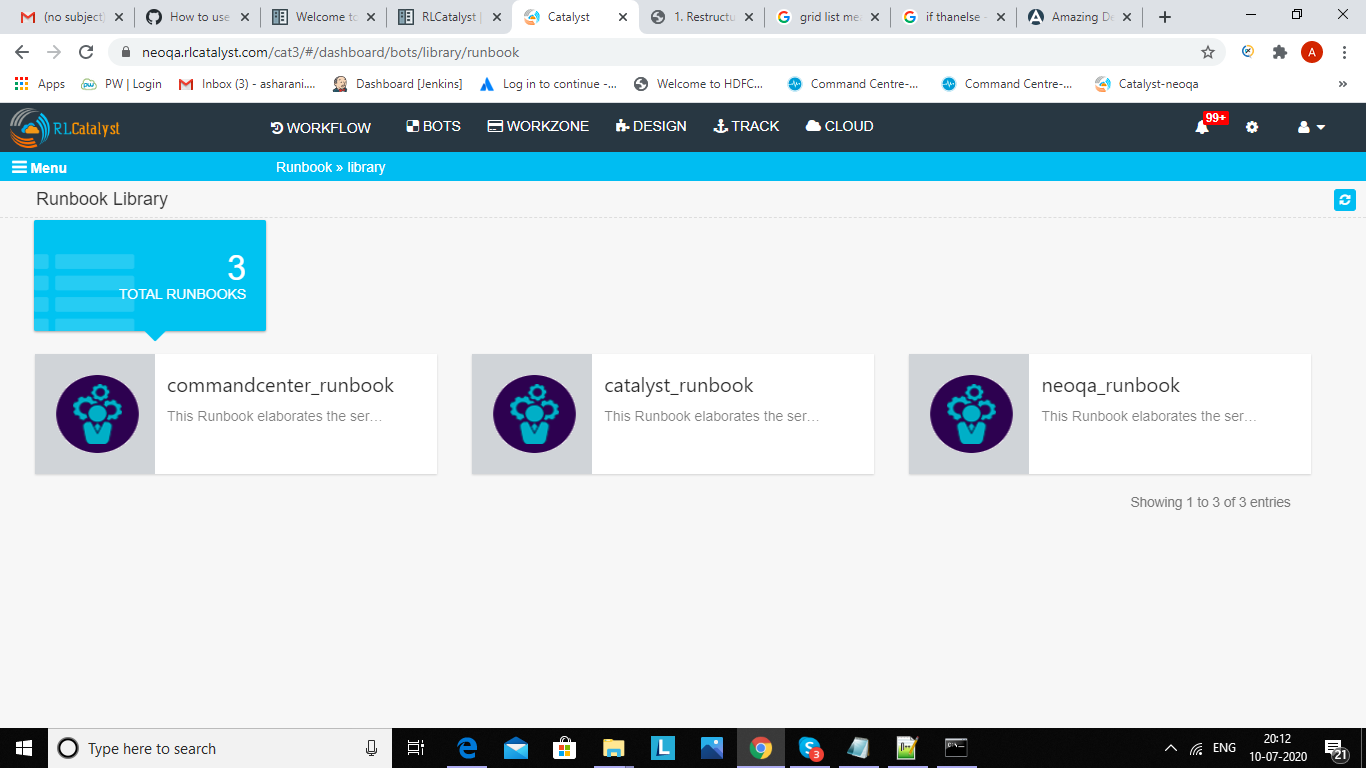 (no subject)
How to use
Welcome to
RLCatalyst |
Catalyst
1. Restructu
grid list me
if thanelse -
Amazing De
neoqa.rlcatalyst.com/cat3/#/dashboard/bots/library/runbook
A
Apps
PW | Login
Inbox (3) - asharani....
Dashboard [Jenkins]
Log in to continue -...
Welcome to HDFC...
Command Centre-...
Command Centre-...
Catalyst-neoqa
»
RLCatalyst
WORKFLOW
BOTS
WORKZONE
DESIGN
TRACK
CLOUD
99+
Menu
Runbook » library
Runbook Library
3
TOTAL RUNBOOKS
commandcenter_runbook
This Runbook elaborates the ser...
catalyst_runbook
This Runbook elaborates the ser...
neoqa_runbook
This Runbook elaborates the ser...
Showing 1 to 3 of 3 entries
Type here to search
L
3
ENG
20:12
10-07-2020
21